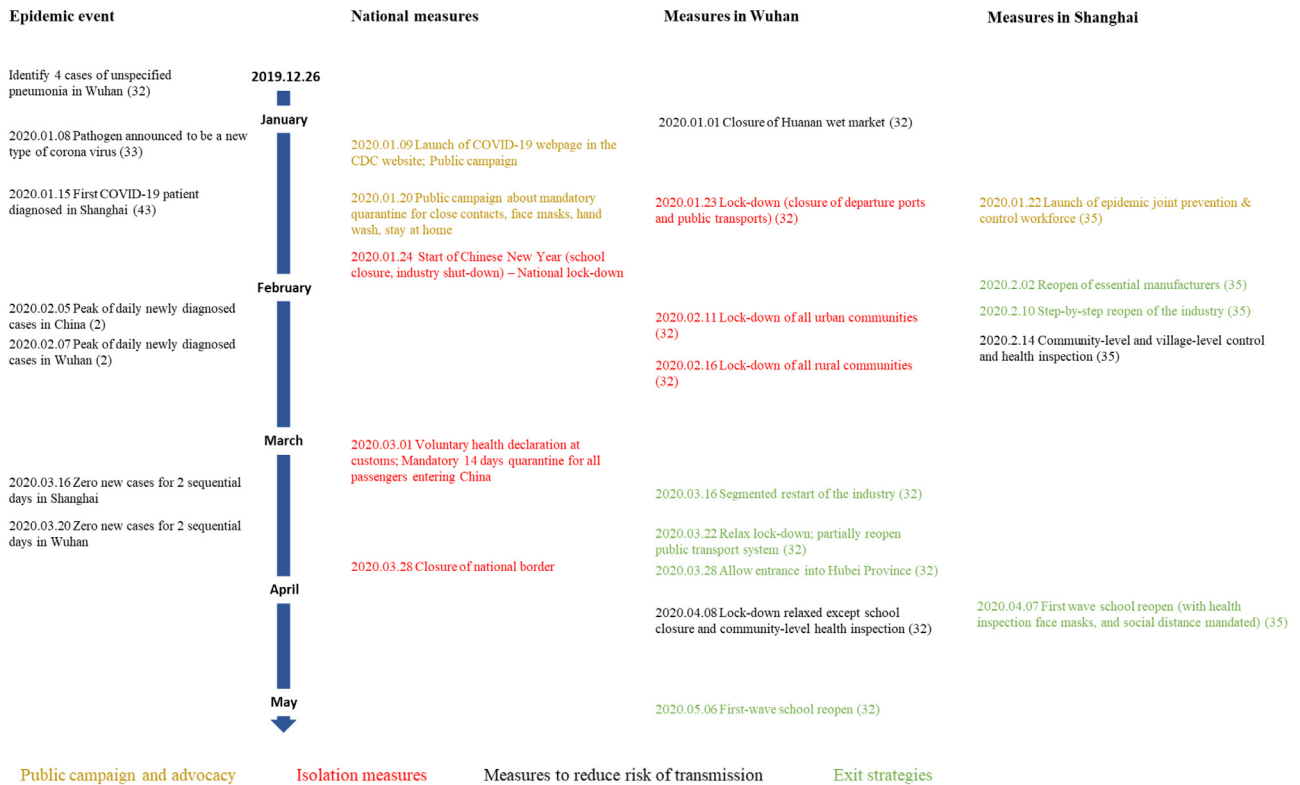 Epidemic event
National measures
Measures in Wuhan
Measures in Shanghai
Identify 4 cases of unspecified
pneumonia in Wuhan (32)
2020.01.08 Pathogen announced to be a new
type of corona virus (33)
2020.01.15 First COVID-19 patient
diagnosed in Shanghai (43)
2020.02.05 Peak of daily newly diagnosed
cases in China (2)
2020.02.07 Peak of daily newly diagnosed
cases in Wuhan (2)
2020.03.16 Zero new cases for 2 sequential
days in Shanghai
2020.03.20 Zero new cases for 2 sequential
days in Wuhan
2019.12.26
January
February
March
April
May
2020.01.09 Launch of COVID-19 webpage in the
CDC website; Public campaign
2020.01.20 Public campaign about mandatory
quarantine for close contacts, face masks, hand
wash, stay at home
2020.01.24 Start of Chinese New Year (school
closure, industry shut-down) – National lock-down
2020.03.01 Voluntary health declaration at
customs; Mandatory 14 days quarantine for all
passengers entering China
2020.03.28 Closure of national border
2020.01.01 Closure of Huanan wet market (32)
2020.01.23 Lock-down (closure of departure ports
and public transports) (32)
2020.02.11 Lock-down of all urban communities
(32)
2020.02.16 Lock-down of all rural communities
(32)
2020.03.16 Segmented restart of the industry (32)
2020.03.22 Relax lock-down; partially reopen
public transport system (32)
2020.03.28 Allow entrance into Hubei Province (32)
2020.04.08 Lock-down relaxed except school
closure and community-level health inspection (32)
2020.05.06 First-wave school reopen (32)
2020.01.22 Launch of epidemic joint prevention &
control workforce (35)
2020.2.02 Reopen of essential manufacturers (35)
2020.2.10 Step-by-step reopen of the industry (35)
2020.2.14 Community-level and village-level control
and health inspection (35)
2020.04.07 First wave school reopen (with health
inspection face masks, and social distance mandated) (35)
Public campaign and advocacy
Isolation measures
Measures to reduce risk of transmission
Exit strategies